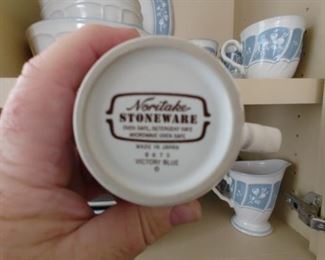 Noritake
STONEWARE
OVEN SAFE, DETERGENT SAFE
MICROWAVE OVEN SAFE
MADE IN JAPAN
VICTORY BLUE
©